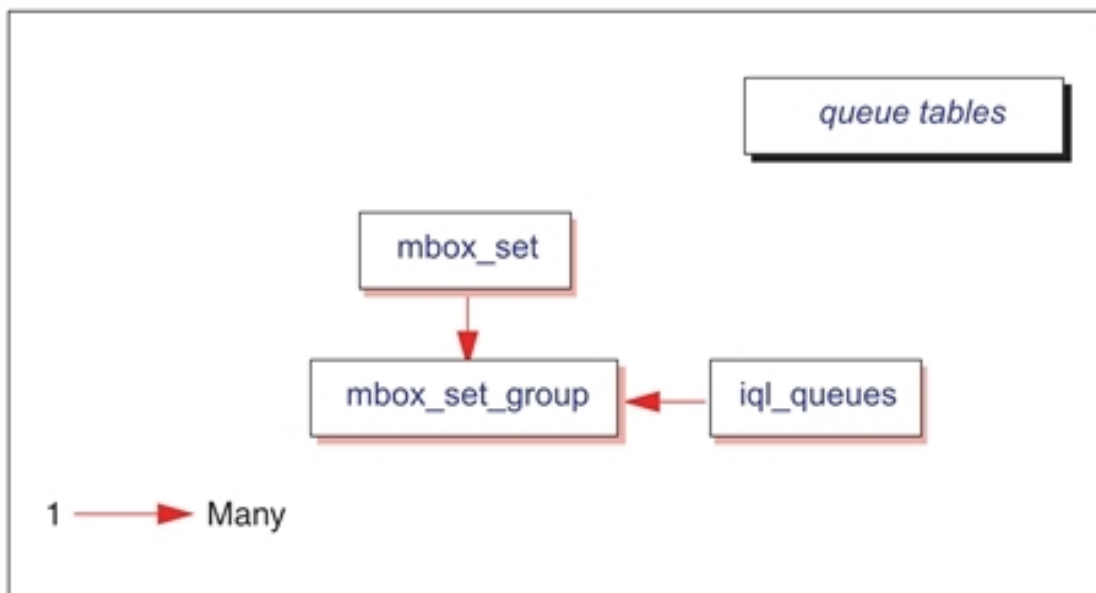 queue tables
mbox_set
mbox_set_group
iql_queues
1
Many